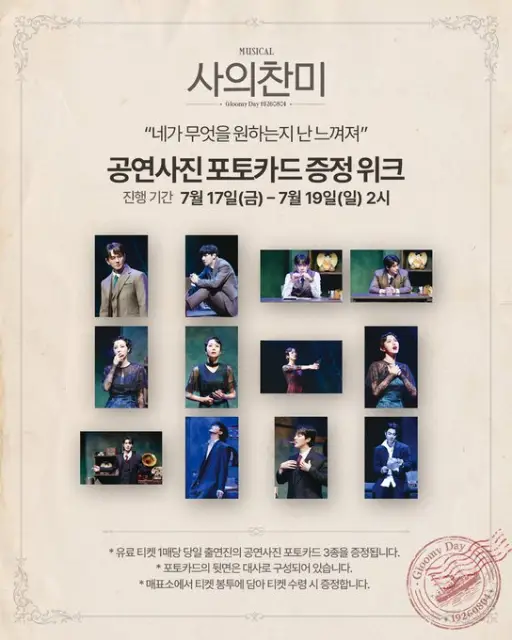 MUSICAL
사의찬미
Gloomy Day 19260804
“네가 무엇을 원하는지 난 느껴져”
공연사진 포토카드 증정 위크
진행 기간 7월 17일(금) – 7월 19일(일) 2시
* 유료 티켓 1매당 당일 출연진의 공연사진 포토카드 3종을 증정됩니다.
* 포토카드의 뒷면은 대사로 구성되어 있습니다.
* 매표소에서 티켓 봉투에 담아 티켓 수령 시 증정합니다.
Gloomy Day
19260804